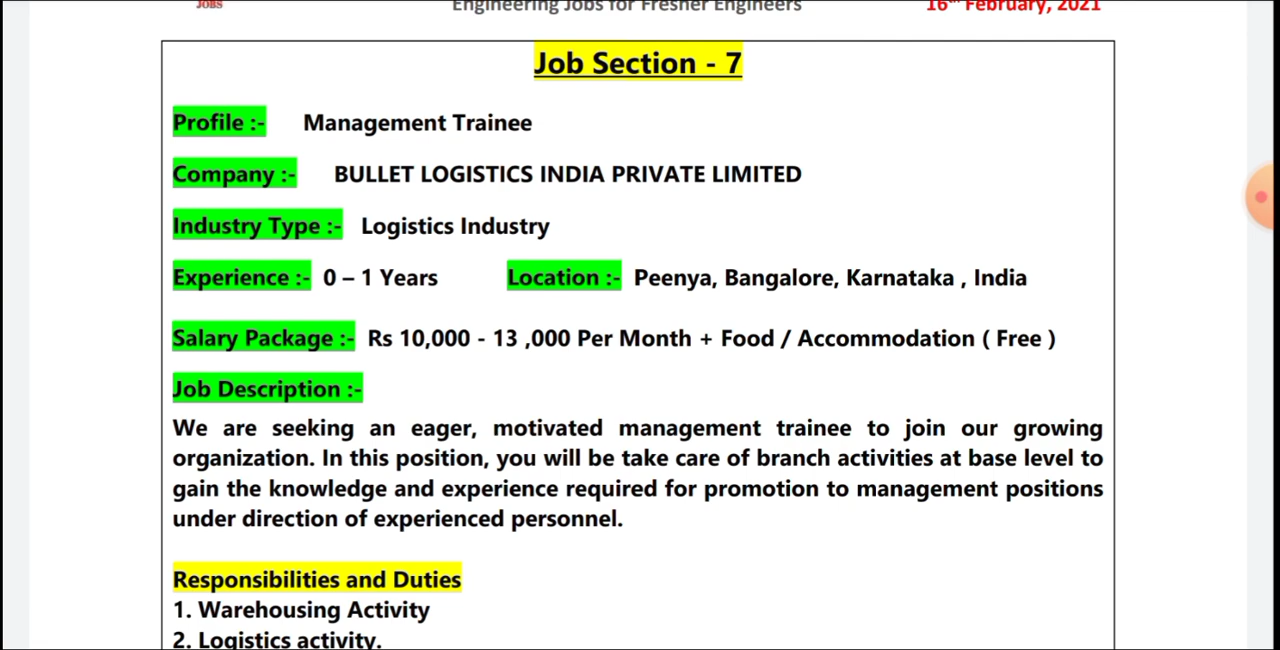 JOBS Engineering Jobs for Fresher Engineers 16th February, 2021
Job Section - 7
Profile :- Management Trainee
Company :- BULLET LOGISTICS INDIA PRIVATE LIMITED
Industry Type :- Logistics Industry
Experience :- 0 – 1 Years Location :- Peenya, Bangalore, Karnataka , India
Salary Package :- Rs 10,000 - 13 ,000 Per Month + Food / Accommodation ( Free )
Job Description :-
We are seeking an eager, motivated management trainee to join our growing
organization. In this position, you will be take care of branch activities at base level to
gain the knowledge and experience required for promotion to management positions
under direction of experienced personnel.
Responsibilities and Duties
1. Warehousing Activity
2. Logistics activity.